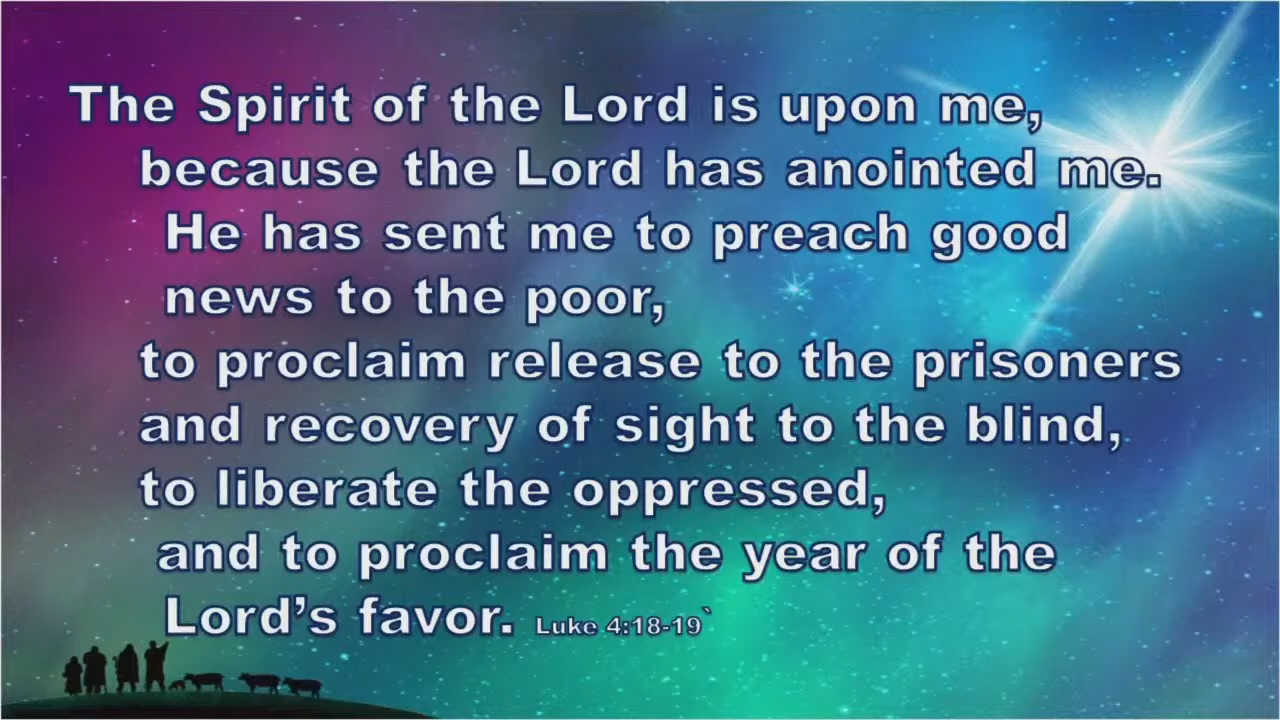 The Spirit of the Lord is upon me,
because the Lord has anointed me.
He has sent me to preach good
news to the poor,
to proclaim release to the prisoners
and recovery of sight to the blind,
to liberate the oppressed,
and to proclaim the year of the
Lord’s favor. Luke 4:18-19`